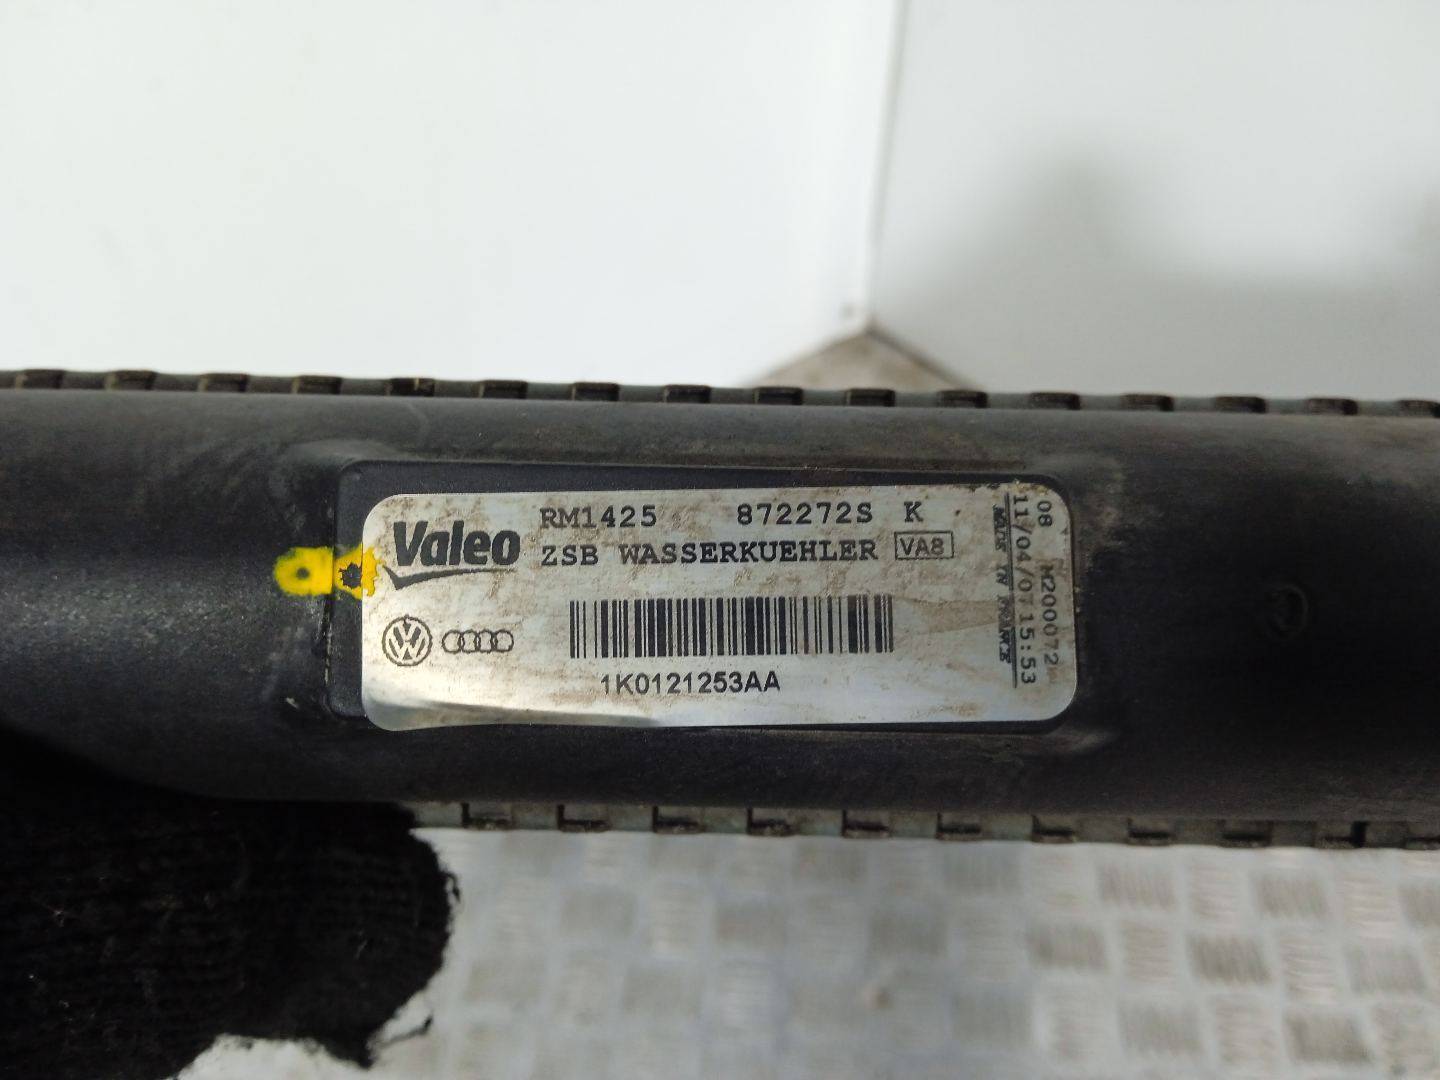 Valeo
RM1425 872272S K
ZSB WASSERKUEHLER VA8
1K0121253AA
08 M200072
11/04/07 15:53
MADE IN FRANCE